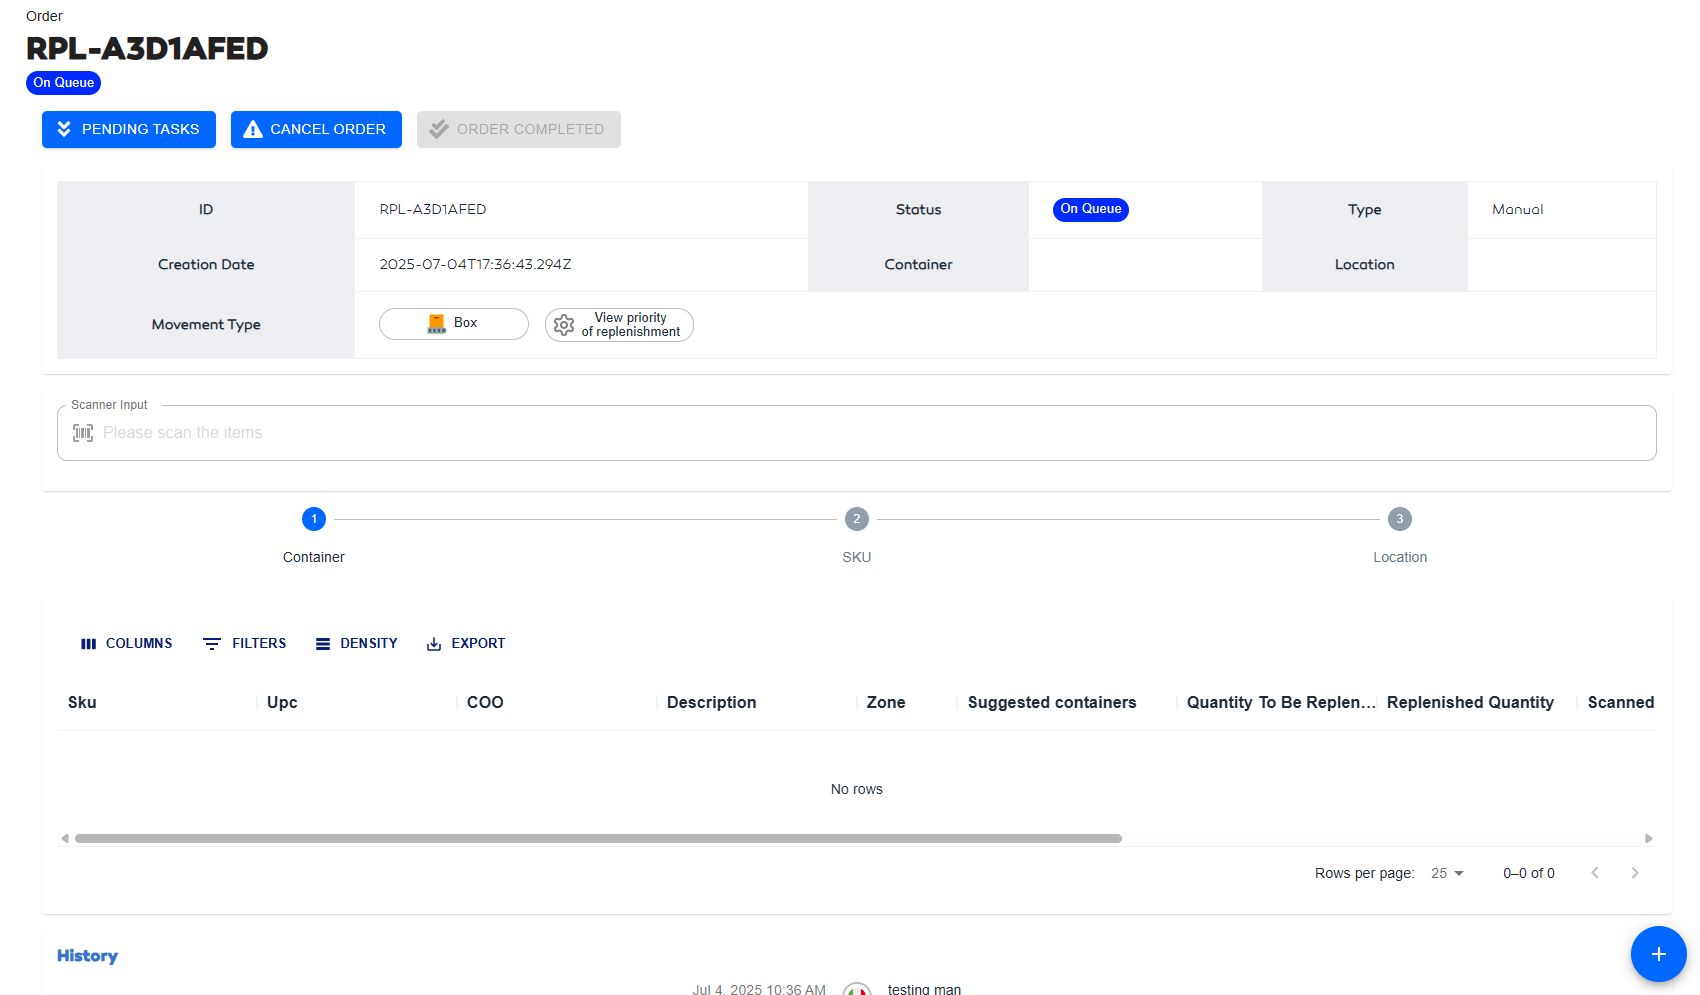 Order
RPL-A3D1AFED
On Queue
PENDING TASKS
CANCEL ORDER
ORDER COMPLETED
ID
RPL-A3D1AFED
Status
On Queue
Type
Manual
Creation Date
2025-07-04T17:36:43.294Z
Container
Location
Movement Type
Box
View priority
of replenishment
Scanner Input
Please scan the items
1
2
3
Container
SKU
Location
COLUMNS
FILTERS
DENSITY
EXPORT
Sku
Upc
COO
Description
Zone
Suggested containers
Quantity To Be Replen...
Replenished Quantity
Scanned
No rows
Rows per page:
25
0–0 of 0
History
Jul 4, 2025 10:36 AM
testing man